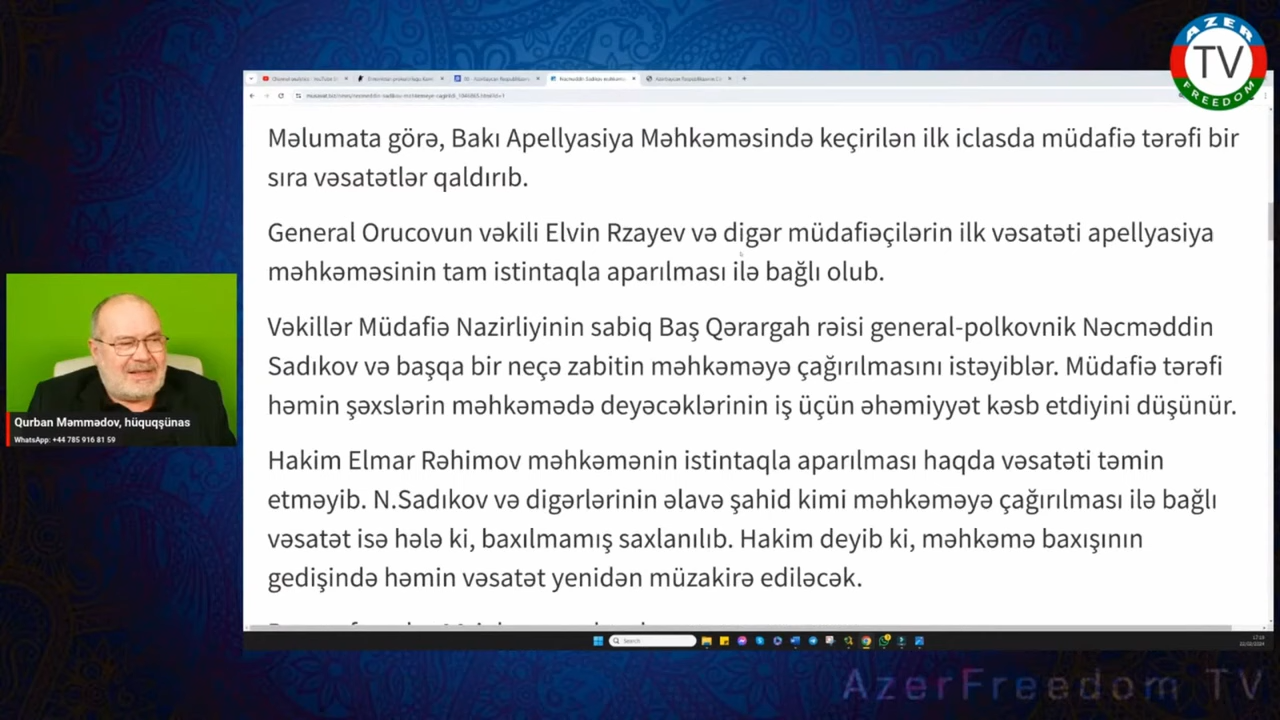 AZER
TV
FREEDOM
Məlumata görə, Bakı Apellyasiya Məhkəməsində keçirilən ilk iclasda müdafiə tərəfi bir
sıra vəsatətlər qaldırıb.
General Orucovun vəkili Elvin Rzayev və digər müdafiəçilərin ilk vəsatəti apellyasiya
məhkəməsinin tam istintaqla aparılması ilə bağlı olub.
Vəkillər Müdafiə Nazirliyinin sabiq Baş Qərargah rəisi general-polkovnik Nəcməddin
Sadıkov və başqa bir neçə zabitin məhkəməyə çağırılmasını istəyiblər. Müdafiə tərəfi
həmin şəxslərin məhkəmədə deyəcəklərinin iş üçün əhəmiyyət kəsb etdiyini düşünür.
Hakim Elmar Rəhimov məhkəmənin istintaqla aparılması haqda vəsatəti təmin
etməyib. N.Sadıkov və digərlərinin əlavə şahid kimi məhkəməyə çağırılması ilə bağlı
vəsatət isə hələ ki, baxılmamış saxlanılıb. Hakim deyib ki, məhkəmə baxışının
gedişində həmin vəsatət yenidən müzakirə ediləcək.
Qurban Məmmədov, hüquqşünas
WhatsApp: +44 785 916 81 59
Search
AzerFreedom TV